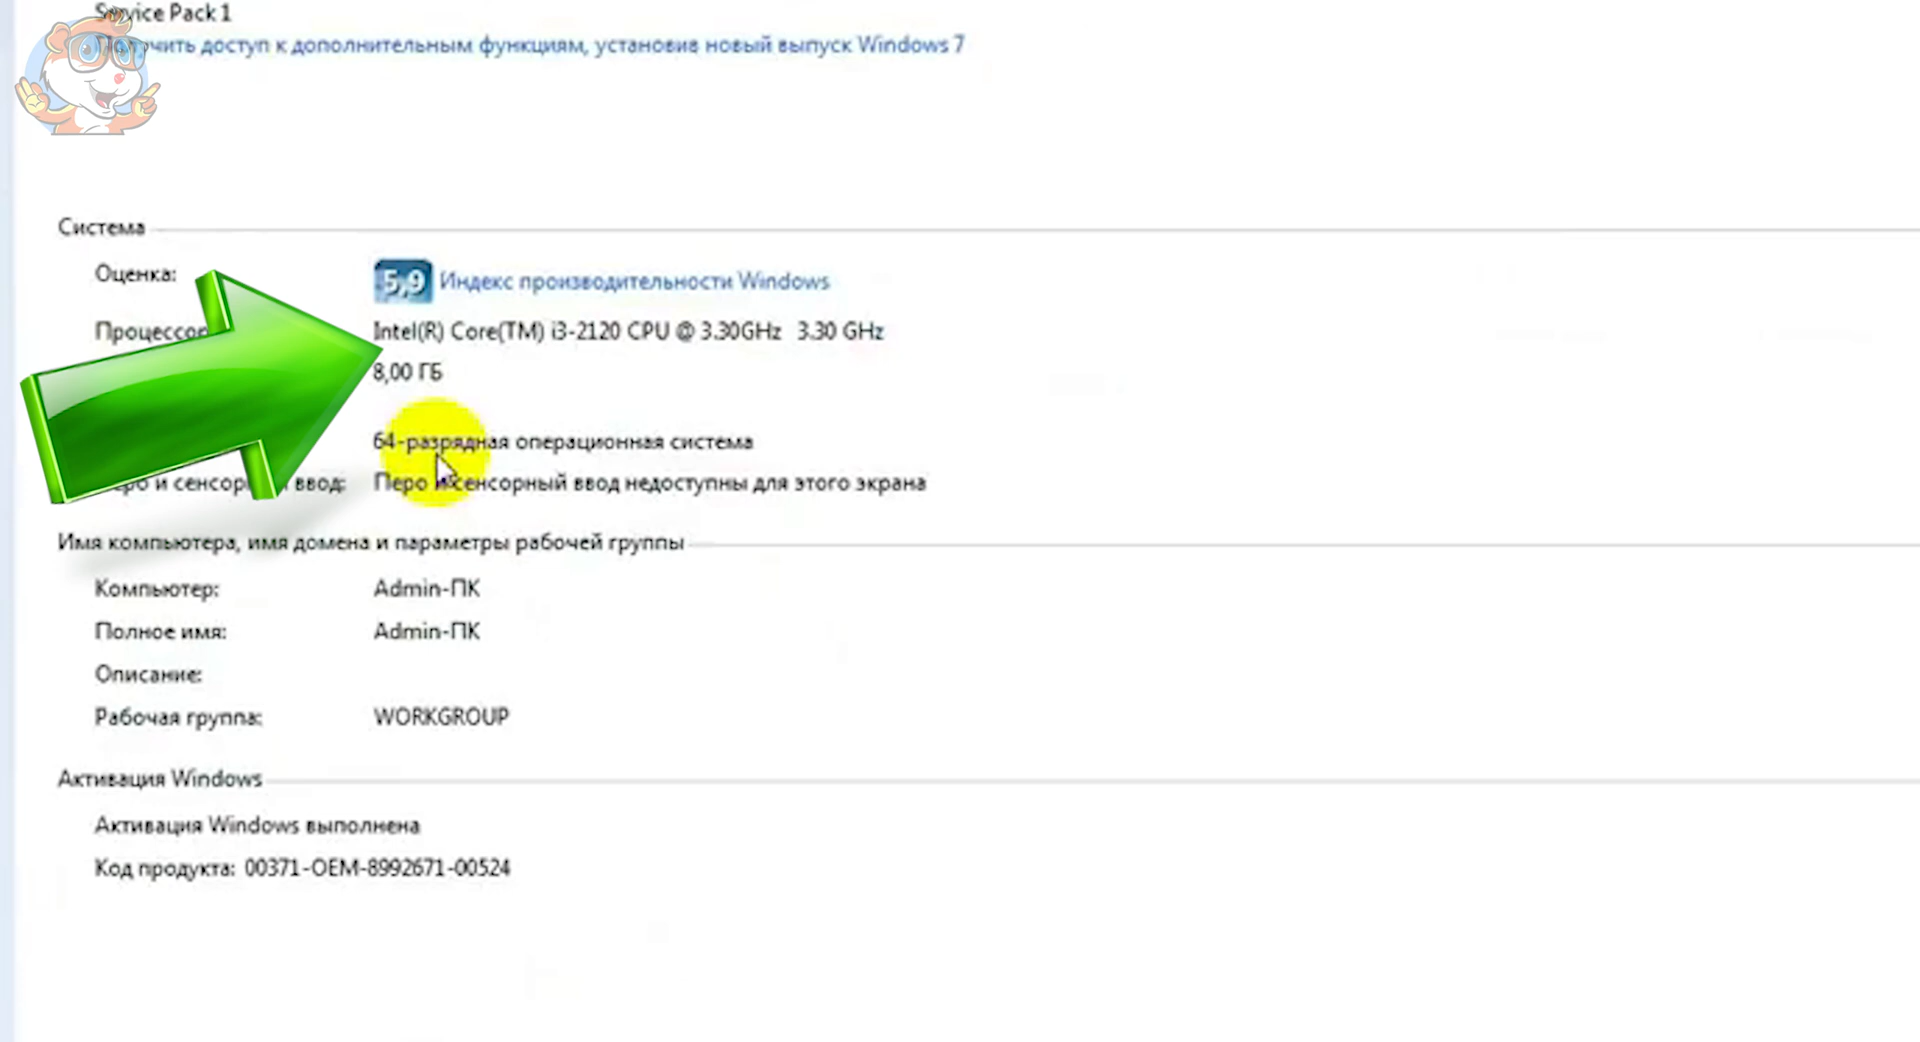 Service Pack 1
Получить доступ к дополнительным функциям, установив новый выпуск Windows 7
Система
Оценка:
5,9 Индекс производительности Windows
Процессор
Intel(R) Core(TM) i3-2120 CPU @ 3.30GHz 3.30 GHz
8,00 ГБ
64-разрядная операционная система
и сенсорный ввод: Перо и сенсорный ввод недоступны для этого экрана
Имя компьютера, имя домена и параметры рабочей группы
Компьютер: Admin-ПК
Полное имя: Admin-ПК
Описание:
Рабочая группа: WORKGROUP
Активация Windows
Активация Windows выполнена
Код продукта: 00371-OEM-8992671-00524